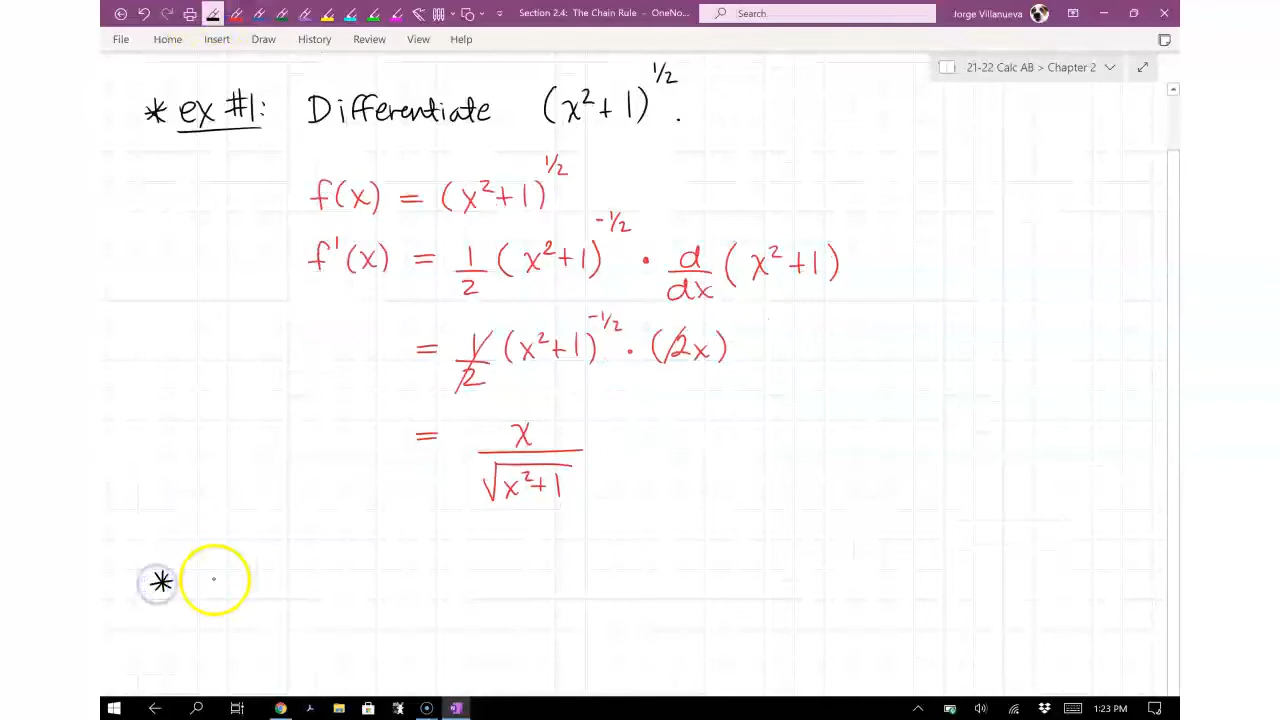 Section 2.4: The Chain Rule - OneNo...
Search
Jorge Villanueva
File Home Insert Draw History Review View Help
21-22 Calc AB > Chapter 2
* ex #1: Differentiate (x²+1)^1/2.
f(x) = (x²+1)^1/2
f'(x) = 1/2 (x²+1)^-1/2 · d/dx (x²+1)
= 1/2 (x²+1)^-1/2 · (2x)
= x/√(x²+1)
*
1:23 PM